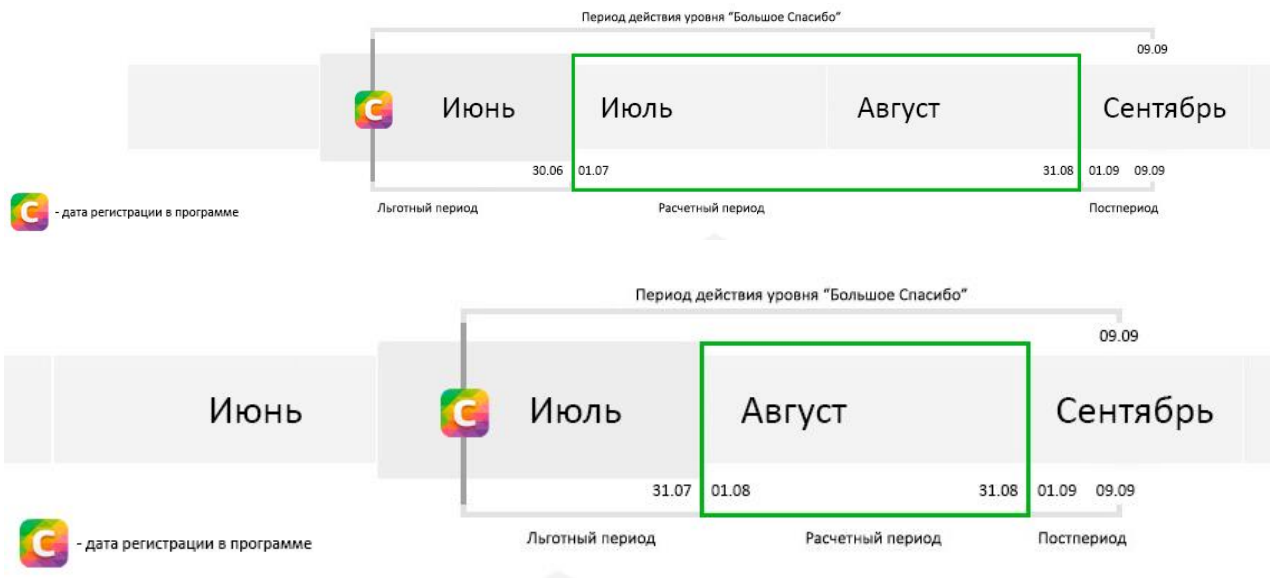 Период действия уровня “Большое Спасибо”
09.09
С Июнь Июль Август Сентябрь
30.06 01.07 31.08 01.09 09.09
С - дата регистрации в программе
Льготный период Расчетный период Постпериод
Период действия уровня “Большое Спасибо”
09.09
Июнь С Июль Август Сентябрь
31.07 01.08 31.08 01.09 09.09
С - дата регистрации в программе
Льготный период Расчетный период Постпериод